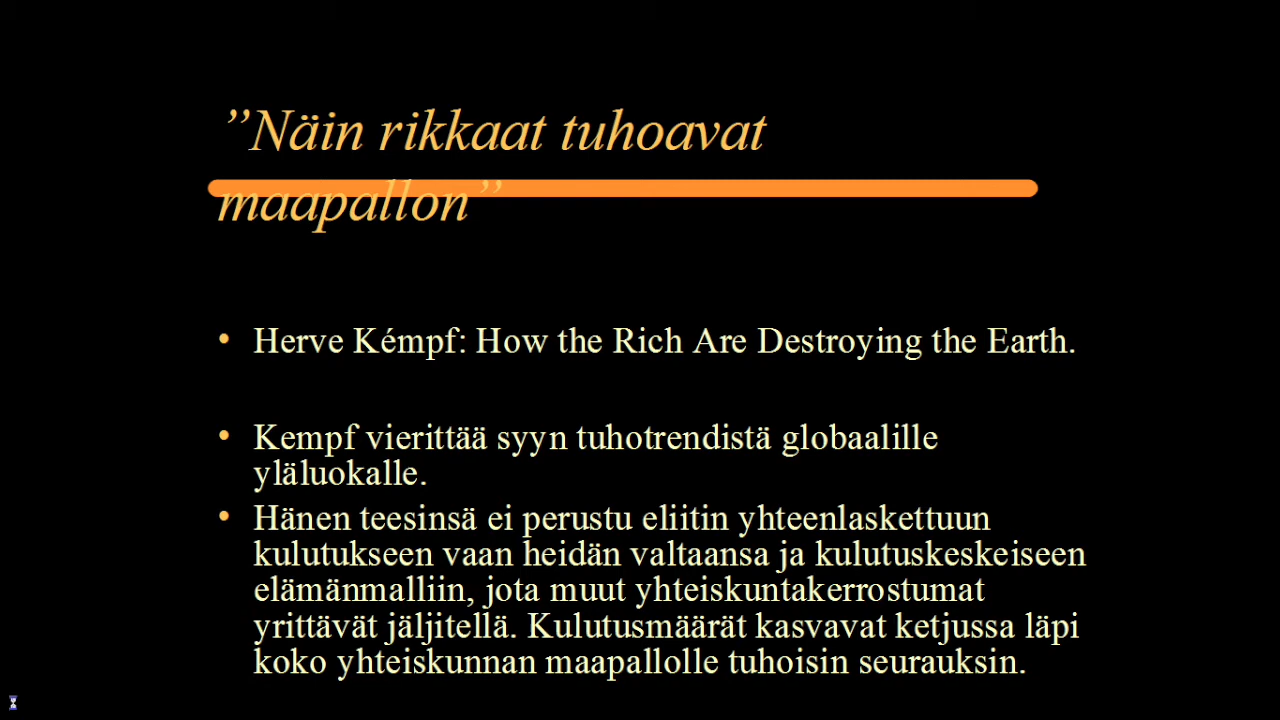 ”Näin rikkaat tuhoavat
maapallon”
• Herve Kémpf: How the Rich Are Destroying the Earth.
• Kempf vierittää syyn tuhotrendistä globaalille
yläluokalle.
• Hänen teesinsä ei perustu eliitin yhteenlaskettuun
kulutukseen vaan heidän valtaansa ja kulutuskeskeiseen
elämänmalliin, jota muut yhteiskuntakerrostumat
yrittävät jäljitellä. Kulutusmäärät kasvavat ketjussa läpi
koko yhteiskunnan maapallolle tuhoisin seurauksin.